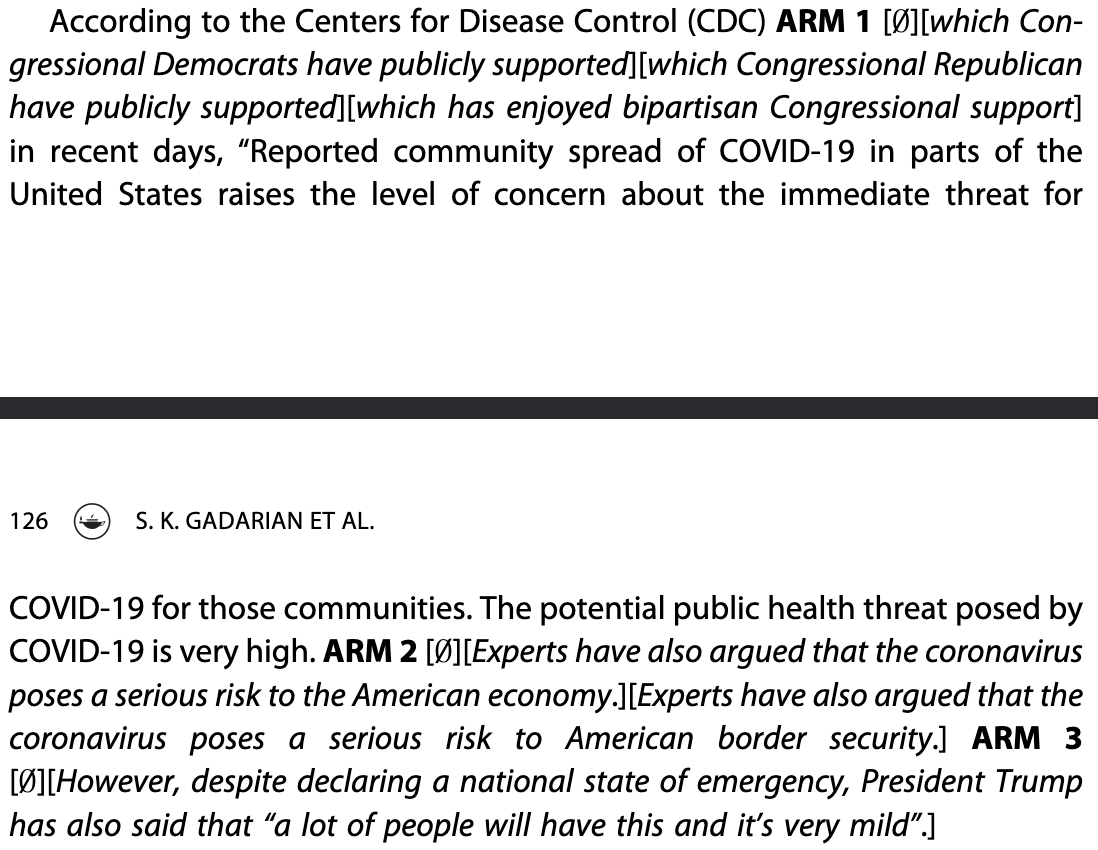 According to the Centers for Disease Control (CDC) ARM 1 [Ø][which Con-
gressional Democrats have publicly supported][which Congressional Republican
have publicly supported][which has enjoyed bipartisan Congressional support]
in recent days, “Reported community spread of COVID-19 in parts of the
United States raises the level of concern about the immediate threat for
126 S. K. GADARIAN ET AL.
COVID-19 for those communities. The potential public health threat posed by
COVID-19 is very high. ARM 2 [Ø][Experts have also argued that the coronavirus
poses a serious risk to the American economy.][Experts have also argued that the
coronavirus poses a serious risk to American border security.] ARM 3
[Ø][However, despite declaring a national state of emergency, President Trump
has also said that “a lot of people will have this and it’s very mild”.]